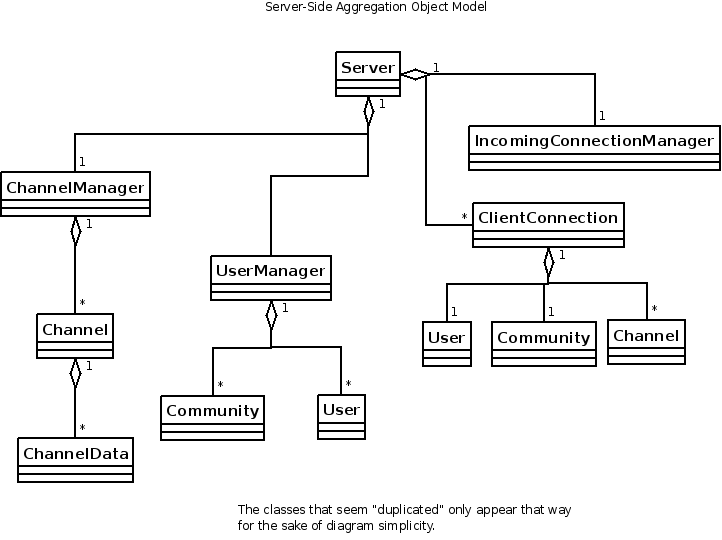 Server-Side Aggregation Object Model
Server
1
1
1
IncomingConnectionManager
1
ChannelManager
1
*
ClientConnection
1
UserManager
1
*
Channel
1
1
1
*
User
Community
Channel
*
*
*
Community
User
ChannelData
The classes that seem "duplicated" only appear that way
for the sake of diagram simplicity.